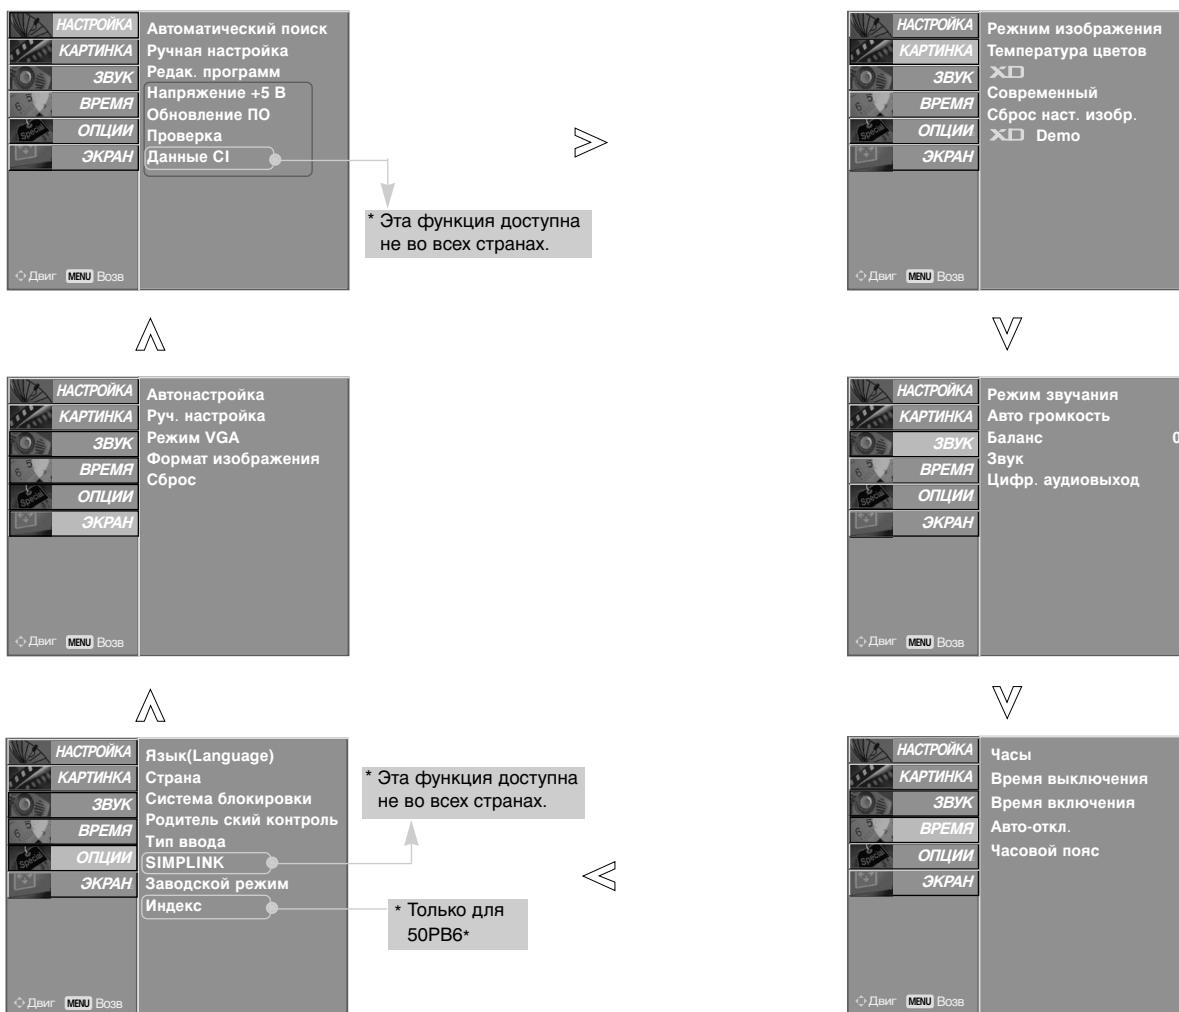 НАСТРОЙКА
КАРТИНКА
ЗВУК
ВРЕМЯ
ОПЦИИ
ЭКРАН
Автоматический поиск
Ручная настройка
Редак. программ
Напряжение +5 В
Обновление ПО
Проверка
Данные CI
Двиг MENU Возв
* Эта функция доступна
не во всех странах.
НАСТРОЙКА
КАРТИНКА
ЗВУК
ВРЕМЯ
ОПЦИИ
ЭКРАН
Режним изображения
Температура цветов
XD
Современный
Сброс наст. изобр.
XD Demo
Двиг MENU Возв
НАСТРОЙКА
КАРТИНКА
ЗВУК
ВРЕМЯ
ОПЦИИ
ЭКРАН
Автонастройка
Руч. настройка
Режим VGA
Формат изображения
Сброс
Двиг MENU Возв
НАСТРОЙКА
КАРТИНКА
ЗВУК
ВРЕМЯ
ОПЦИИ
ЭКРАН
Режим звучания
Авто громкость
Баланс 0
Звук
Цифр. аудиовыход
Двиг MENU Возв
НАСТРОЙКА
КАРТИНКА
ЗВУК
ВРЕМЯ
ОПЦИИ
ЭКРАН
Язык(Language)
Страна
Система блокировки
Родитель ский контроль
Тип ввода
SIMPLINK
Заводской режим
Индекс
Двиг MENU Возв
* Эта функция доступна
не во всех странах.
* Только для
50PB6*
НАСТРОЙКА
КАРТИНКА
ЗВУК
ВРЕМЯ
ОПЦИИ
ЭКРАН
Часы
Время выключения
Время включения
Авто-откл.
Часовой пояс
Двиг MENU Возв